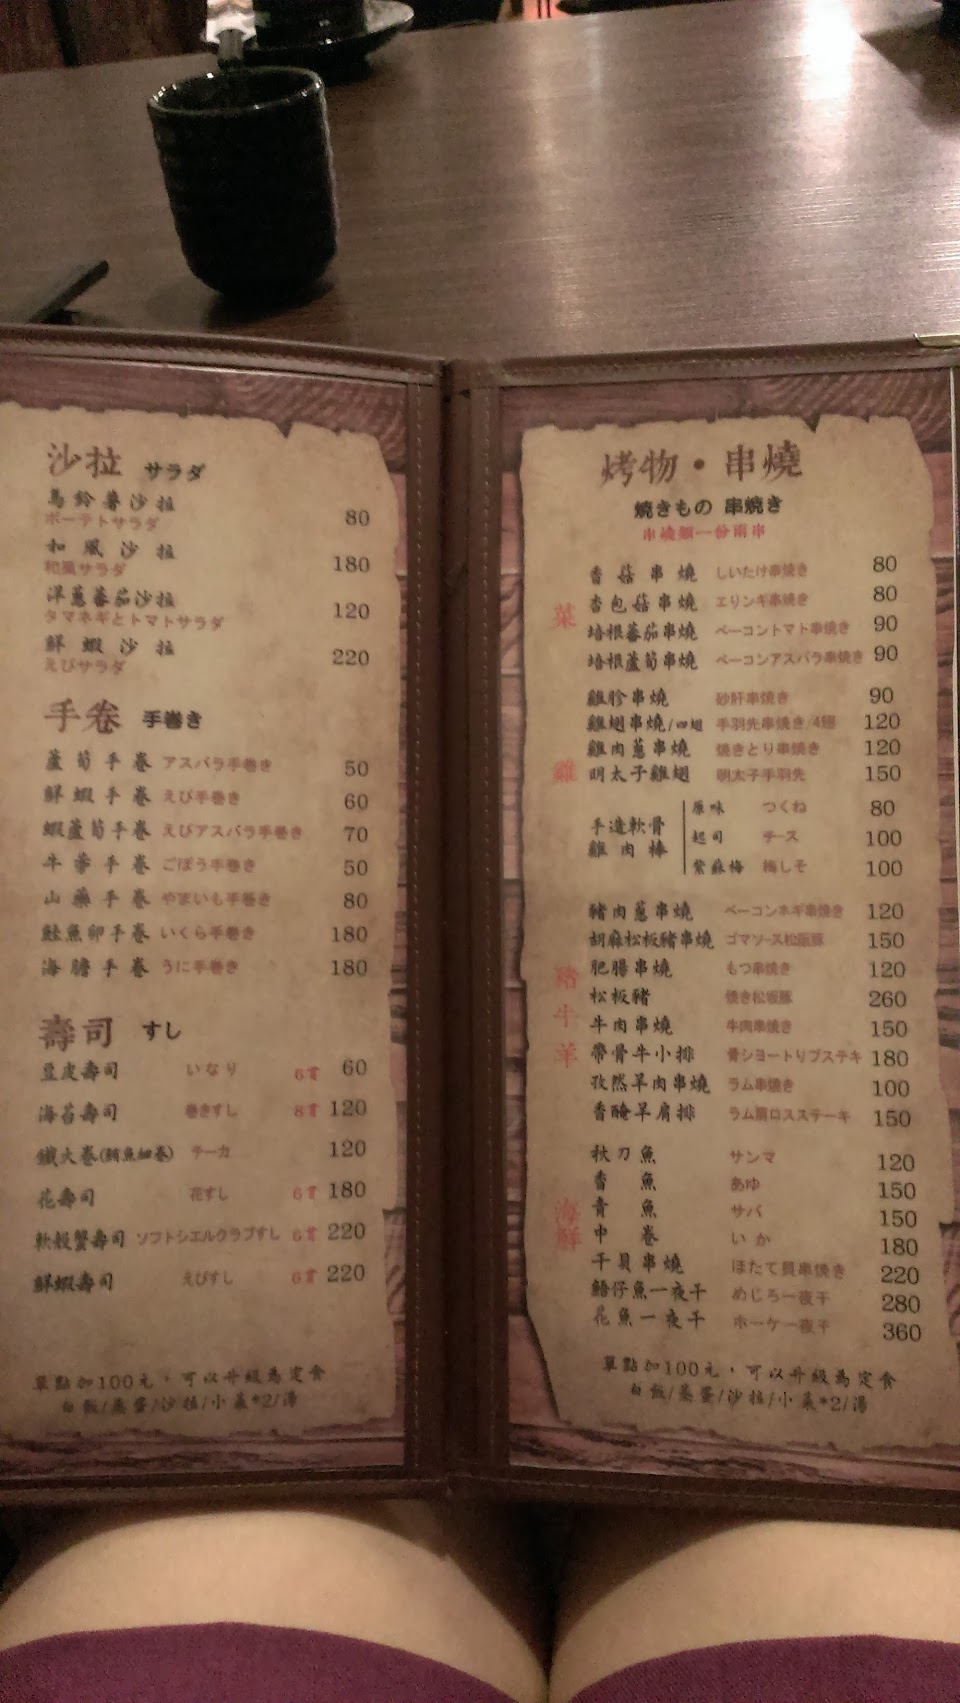 沙拉 サラダ
馬鈴薯沙拉
ポーテトサラダ 80
和風沙拉
和風サラダ 180
洋蔥蕃茄沙拉
タマネギとトマトサラダ 120
鮮蝦沙拉
えびサラダ 220
手卷 手巻き
蘆筍手卷 アスパラ手巻き 50
鮮蝦手卷 えび手巻き 60
蝦蘆筍手卷 えびアスパラ手巻き 70
牛蒡手卷 ごぼう手巻き 50
山藥手卷 やまいも手巻き 80
鮭魚卵手卷 いくら手巻き 180
海膽手卷 うに手巻き 180
壽司 すし
豆皮壽司 いなり 6貫 60
海苔壽司 巻きすし 8貫 120
鐵火卷(鮪魚細卷) テーカ 120
花壽司 花すし 6貫 180
軟殼蟹壽司 ソフトシエルクラブすし 6貫 220
鮮蝦壽司 えびすし 6貫 220
單點加100元，可以升級為定食
白飯/蒸蛋/沙拉/小菜*2/湯
烤物・串燒
焼きもの 串焼き
串燒類一份兩串
菜
香菇串燒 しいたけ串焼き 80
杏包菇串燒 エリンギ串焼き 80
培根蕃茄串燒 ベーコントマト串焼き 90
培根蘆筍串燒 ベーコンアスパラ串焼き 90
雞
雞胗串燒 砂肝串焼き 90
雞翅串燒/四翅 手羽先串焼き/4翅 120
雞肉蔥串燒 焼きとり串焼き 120
明太子雞翅 明太子手羽先 150
手造軟骨雞肉棒
原味 つくね 80
起司 チース 100
紫蘇梅 梅しそ 100
豬牛羊
豬肉蔥串燒 ベーコンネギ串焼き 120
胡麻松板豬串燒 ゴマソース松阪豚 150
肥腸串燒 もつ串焼き 120
松板豬 焼き松坂豚 260
牛肉串燒 牛肉串焼き 150
帶骨牛小排 骨シヨートりブステキ 180
孜然羊肉串燒 ラム串焼き 100
香醃羊肩排 ラム肩ロスステーキ 150
海鮮
秋刀魚 サンマ 120
香魚 あゆ 150
青魚 サバ 150
中卷 いか 180
干貝串燒 ほたて貝串焼き 220
鰆仔魚一夜干 めじろ一夜干 280
花魚一夜干 ホーケー夜干 360
單點加100元，可以升級為定食
白飯/蒸蛋/沙拉/小菜*2/湯